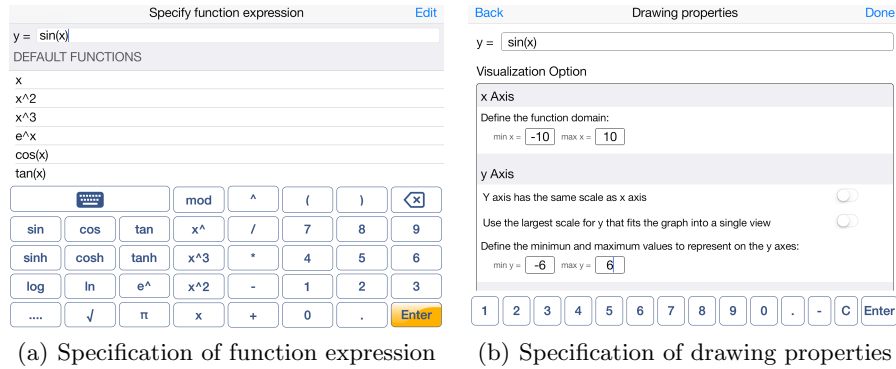 Specify function expression Edit
y = sin(x)
DEFAULT FUNCTIONS
x
x^2
x^3
e^x
cos(x)
tan(x)
mod ^ ( )
sin cos tan x^ / 7 8 9
sinh cosh tanh x^3 * 4 5 6
log ln e^ x^2 - 1 2 3
.... √ π x + 0 . Enter
(a) Specification of function expression
Back Drawing properties Done
y = sin(x)
Visualization Option
x Axis
Define the function domain:
min x = -10 max x = 10
y Axis
Y axis has the same scale as x axis
Use the largest scale for y that fits the graph into a single view
Define the minimun and maximum values to represent on the y axes:
min y = -6 max y = 6
1 2 3 4 5 6 7 8 9 0 . - C Enter
(b) Specification of drawing properties